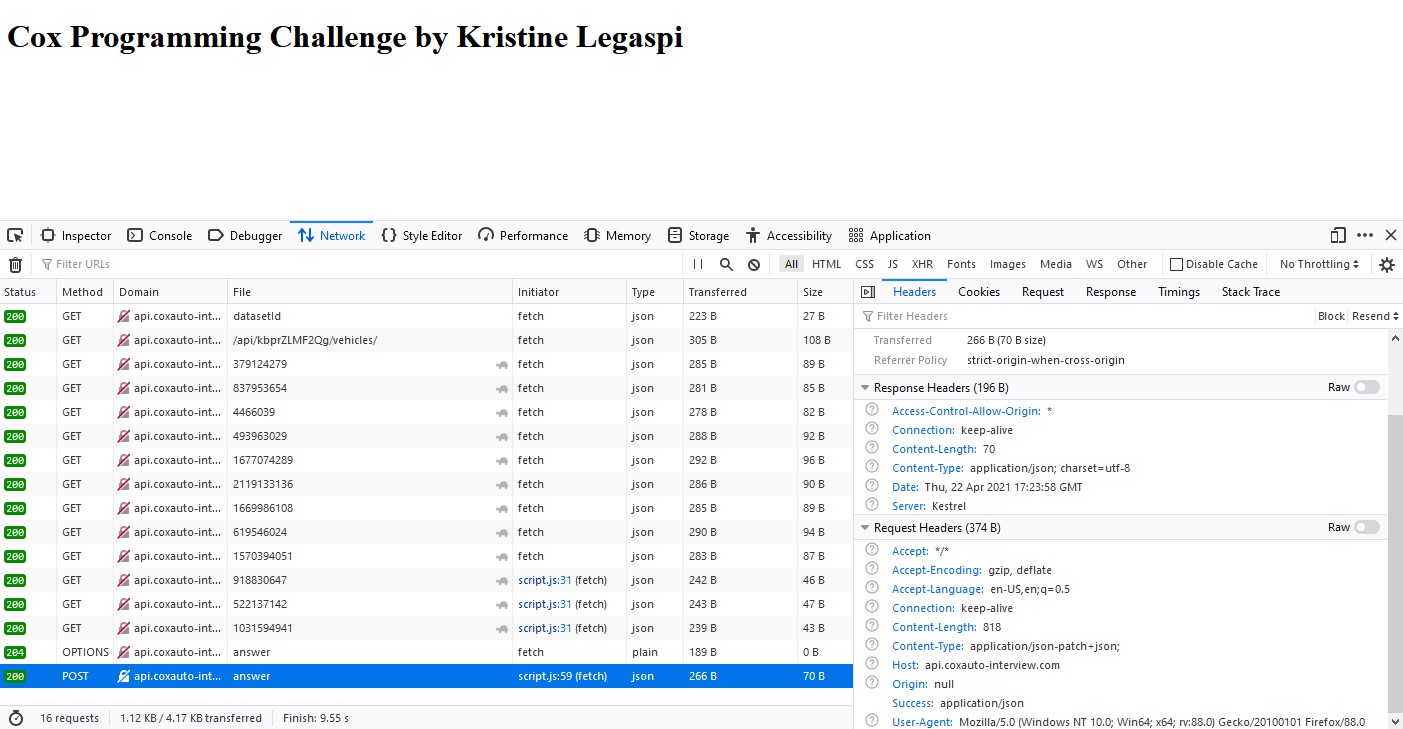 Cox Programming Challenge by Kristine Legaspi
Inspector Console Debugger Network Style Editor Performance Memory Storage Accessibility Application
Filter URLs All HTML CSS JS XHR Fonts Images Media WS Other Disable Cache No Throttling
Status Method Domain File Initiator Type Transferred Size
200 GET api.coxauto-int... datasetId fetch json 223 B 27 B
200 GET api.coxauto-int... /api/kbprZLMF2Qg/vehicles/ fetch json 305 B 108 B
200 GET api.coxauto-int... 379124279 fetch json 285 B 89 B
200 GET api.coxauto-int... 837953654 fetch json 281 B 85 B
200 GET api.coxauto-int... 4466039 fetch json 278 B 82 B
200 GET api.coxauto-int... 493963029 fetch json 288 B 92 B
200 GET api.coxauto-int... 1677074289 fetch json 292 B 96 B
200 GET api.coxauto-int... 2119133136 fetch json 286 B 90 B
200 GET api.coxauto-int... 1669986108 fetch json 285 B 89 B
200 GET api.coxauto-int... 619546024 fetch json 290 B 94 B
200 GET api.coxauto-int... 1570394051 fetch json 283 B 87 B
200 GET api.coxauto-int... 918830647 script.js:31 (fetch) json 242 B 46 B
200 GET api.coxauto-int... 522137142 script.js:31 (fetch) json 243 B 47 B
200 GET api.coxauto-int... 1031594941 script.js:31 (fetch) json 239 B 43 B
204 OPTIONS api.coxauto-int... answer fetch plain 189 B 0 B
200 POST api.coxauto-int... answer script.js:59 (fetch) json 266 B 70 B
16 requests 1.12 KB / 4.17 KB transferred Finish: 9.55 s
Headers Cookies Request Response Timings Stack Trace
Filter Headers Block Resend
Transferred 266 B (70 B size)
Referrer Policy strict-origin-when-cross-origin
Response Headers (196 B) Raw
Access-Control-Allow-Origin: *
Connection: keep-alive
Content-Length: 70
Content-Type: application/json; charset=utf-8
Date: Thu, 22 Apr 2021 17:23:58 GMT
Server: Kestrel
Request Headers (374 B) Raw
Accept: */*
Accept-Encoding: gzip, deflate
Accept-Language: en-US,en;q=0.5
Connection: keep-alive
Content-Length: 818
Content-Type: application/json-patch+json;
Host: api.coxauto-interview.com
Origin: null
Success: application/json
User-Agent: Mozilla/5.0 (Windows NT 10.0; Win64; x64; rv:88.0) Gecko/20100101 Firefox/88.0